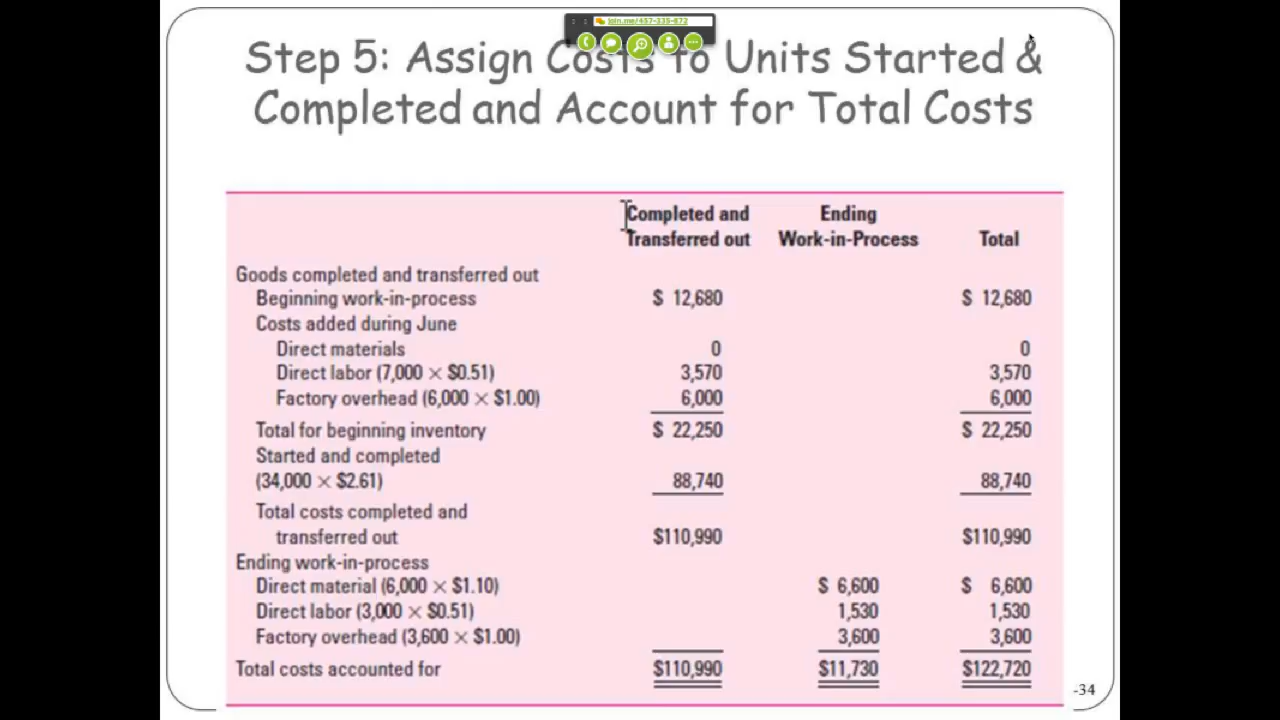 join.me/457-335-872
Step 5: Assign Costs to Units Started &
Completed and Account for Total Costs
Completed and Ending
Transferred out Work-in-Process Total
Goods completed and transferred out
Beginning work-in-process $ 12,680 $ 12,680
Costs added during June
Direct materials 0 0
Direct labor (7,000 × $0.51) 3,570 3,570
Factory overhead (6,000 × $1.00) 6,000 6,000
Total for beginning inventory $ 22,250 $ 22,250
Started and completed
(34,000 × $2.61) 88,740 88,740
Total costs completed and
transferred out $110,990 $110,990
Ending work-in-process
Direct material (6,000 × $1.10) $ 6,600 $ 6,600
Direct labor (3,000 × $0.51) 1,530 1,530
Factory overhead (3,600 × $1.00) 3,600 3,600
Total costs accounted for $110,990 $11,730 $122,720
-34